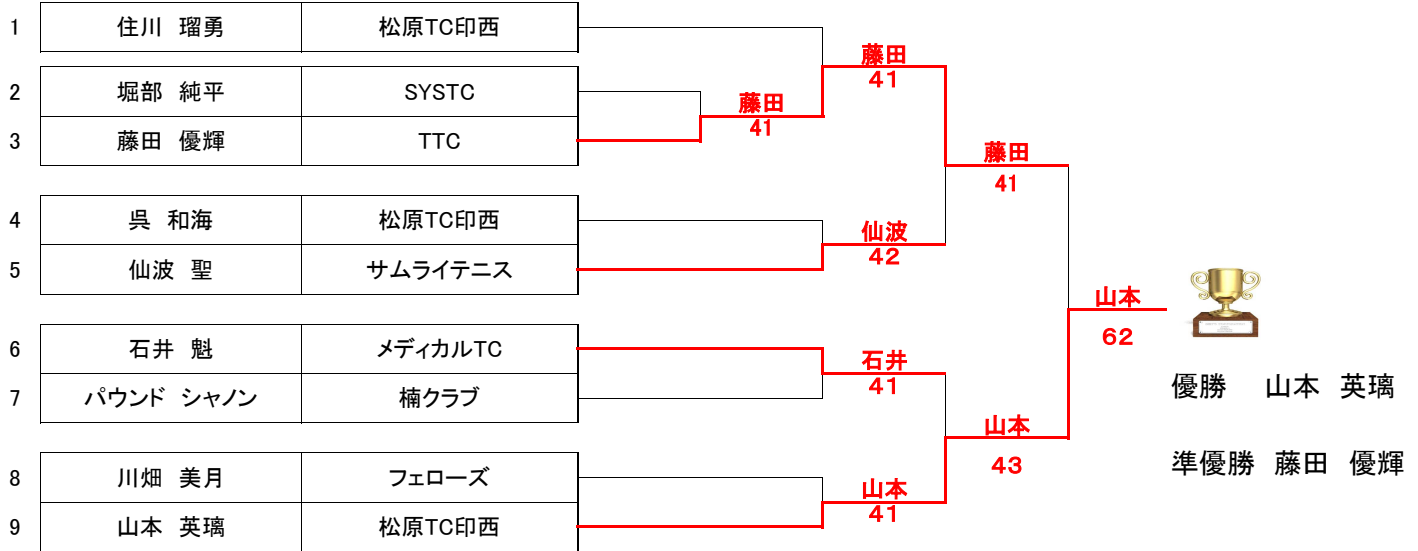 1 住川 瑠勇 松原TC印西
2 堀部 純平 SYSTC
3 藤田 優輝 TTC
4 呉 和海 松原TC印西
5 仙波 聖 サムライテニス
6 石井 魁 メディカルTC
7 パウンド シャノン 楠クラブ
8 川畑 美月 フェローズ
9 山本 英璃 松原TC印西
藤田
41
藤田
41
仙波
42
石井
41
山本
41
藤田
41
山本
43
山本
62
優勝 山本 英璃
準優勝 藤田 優輝